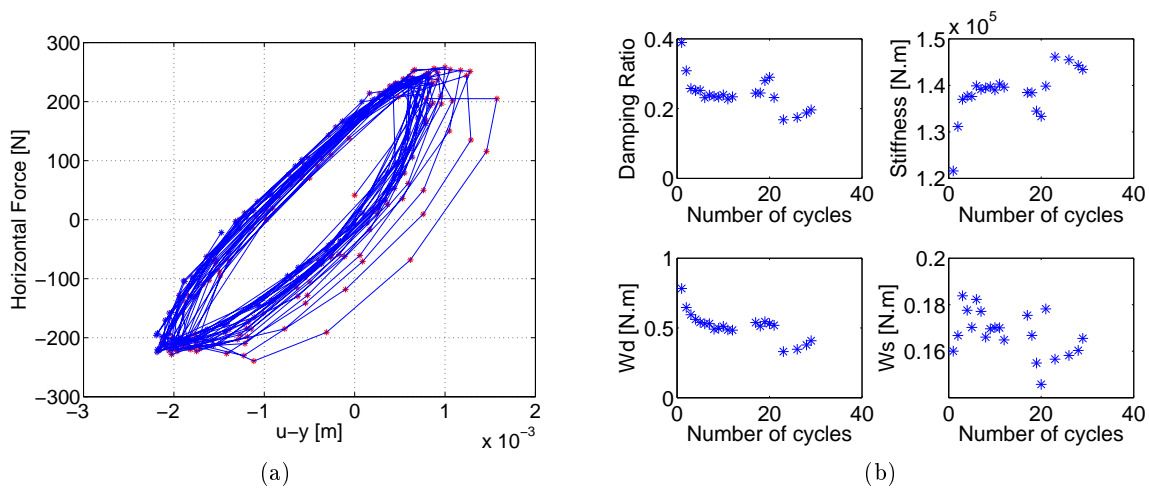 300
200
100
0
−100
−200
−300
−3
−2
−1
0
1
2
x 10⁻³
u−y [m]
Horizontal Force [N]
(a)
0.4
0.2
0
0
20
40
Damping Ratio
Number of cycles
x 10⁵
1.5
1.4
1.3
1.2
0
20
40
Stiffness [N.m]
Number of cycles
1
0.5
0
0
20
40
Wd [N.m]
Number of cycles
0.2
0.18
0.16
0
20
40
Ws [N.m]
Number of cycles
(b)